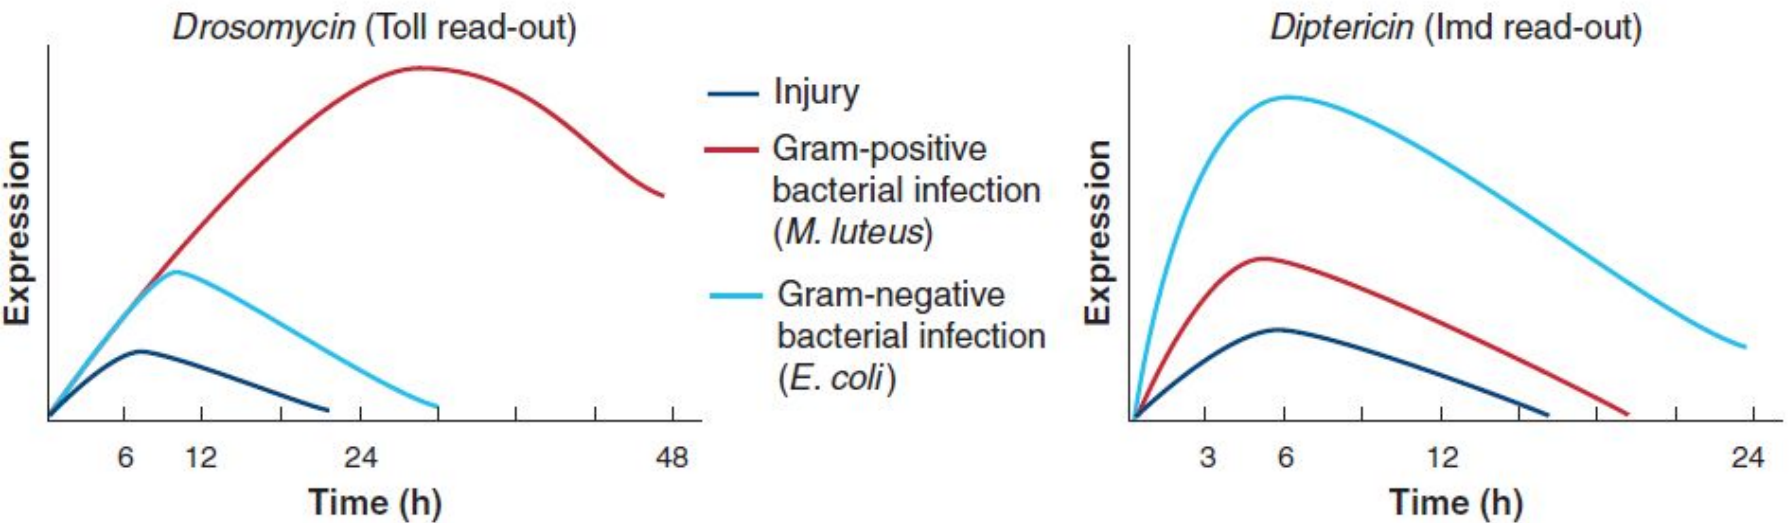 Drosomycin (Toll read-out)
Expression
6 12 24 48
Time (h)
Injury
Gram-positive
bacterial infection
(M. luteus)
Gram-negative
bacterial infection
(E. coli)
Diptericin (Imd read-out)
Expression
3 6 12 24
Time (h)